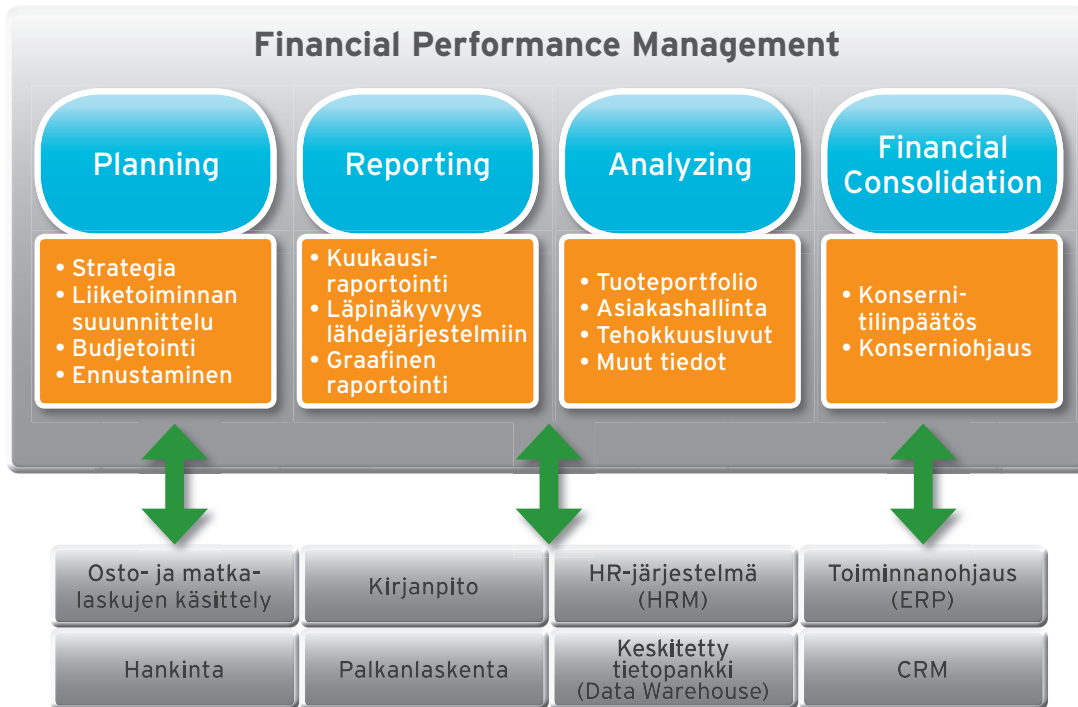 Financial Performance Management
Planning
Reporting
Analyzing
Financial
Consolidation
• Strategia
• Liiketoiminnan
suuunnittelu
• Budjetointi
• Ennustaminen
• Kuukausi-
raportointi
• Läpinäkyvyys
lähdejärjestelmiin
• Graafinen
raportointi
• Tuoteportfolio
• Asiakashallinta
• Tehokkuusluvut
• Muut tiedot
• Konserni-
tilinpäätös
• Konserniohjaus
Osto- ja matka-
laskujen käsittely
Kirjanpito
HR-järjestelmä
(HRM)
Toiminnanohjaus
(ERP)
Hankinta
Palkanlaskenta
Keskitetty
tietopankki
(Data Warehouse)
CRM